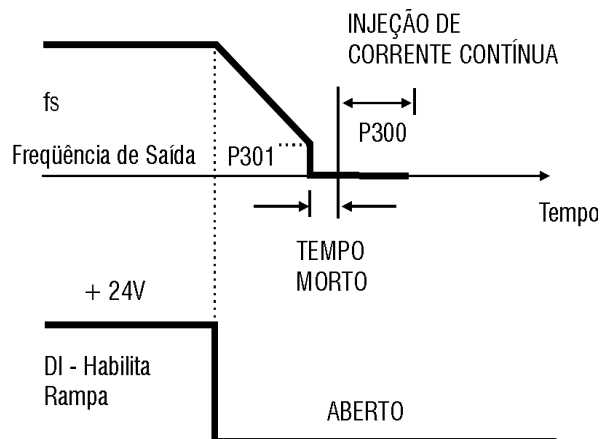 INJEÇÃO DE
CORRENTE CONTÍNUA
fs
P300
Freqüência de Saída
P301
Tempo
TEMPO
MORTO
+ 24V
DI - Habilita
Rampa
ABERTO